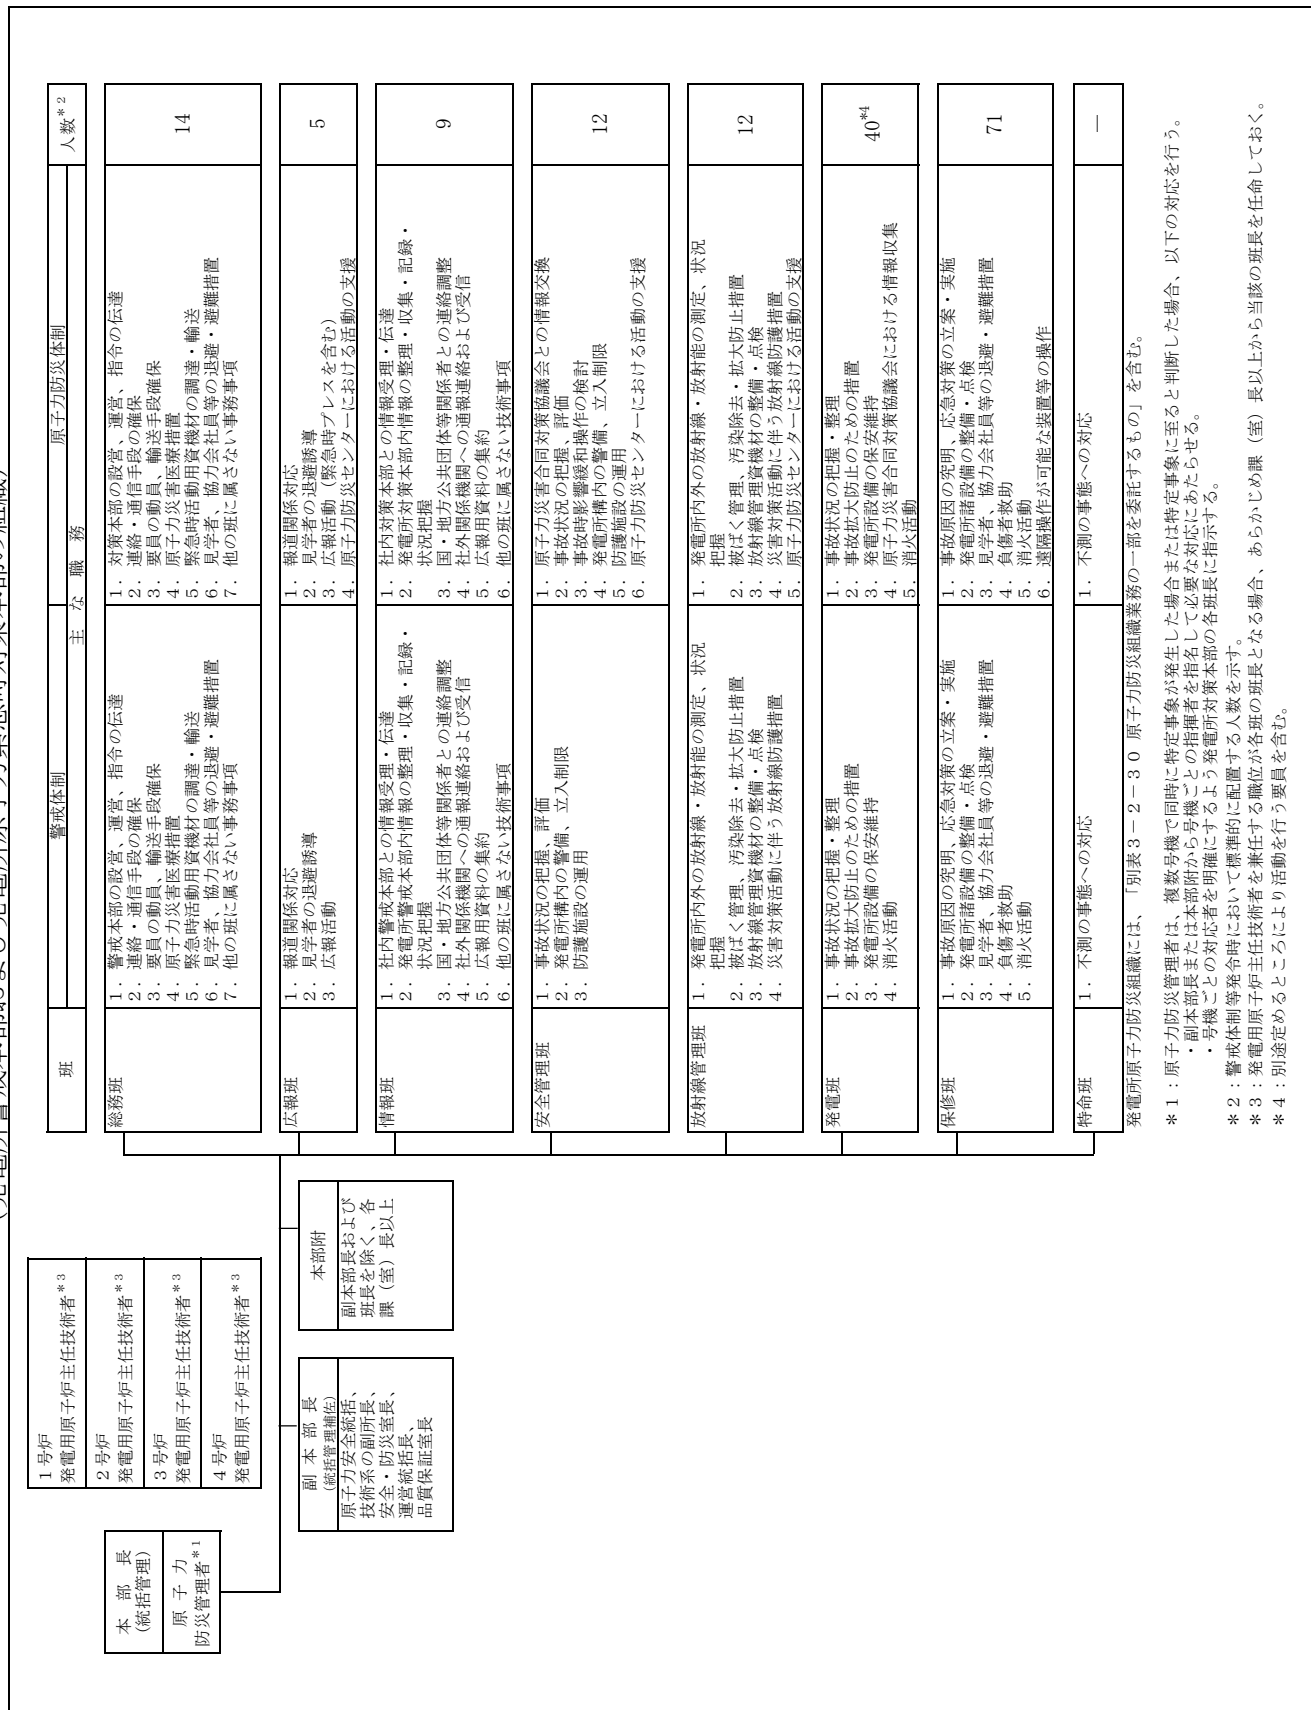 本　部　長
(統括管理)
原　子　力
防災管理者*1
1号炉
発電用原子炉主任技術者*3
2号炉
発電用原子炉主任技術者*3
3号炉
発電用原子炉主任技術者*3
4号炉
発電用原子炉主任技術者*3
副　本　部　長
(統括管理補佐)
原子力安全統括、
技術系の副所長、
安全・防災室長、
運営統括長、
品質保証室長
本部附
副本部長および
班長を除く、各
課（室）長以上
班
主　な　職　務
警戒体制
原子力防災体制
人数*2
総務班
1．警戒本部の設営、運営、指令の伝達
2．連絡・通信手段の確保
3．要員の動員、輸送手段確保
4．原子力災害医療措置
5．緊急時活動用資機材の調達・輸送
6．見学者、協力会社員等の退避・避難措置
7．他の班に属さない事務事項
1．対策本部の設営、運営、指令の伝達
2．連絡・通信手段の確保
3．要員の動員、輸送手段確保
4．原子力災害医療措置
5．緊急時活動用資機材の調達・輸送
6．見学者、協力会社員等の退避・避難措置
7．他の班に属さない事務事項
14
広報班
1．報道関係対応
2．見学者の退避誘導
3．広報活動
1．報道関係対応
2．見学者の退避誘導
3．広報活動（緊急時プレスを含む）
4．原子力防災センターにおける活動の支援
5
情報班
1．社内警戒本部との情報受理・伝達
2．発電所警戒本部内情報の整理・収集・記録・
状況把握
3．国・地方公共団体等関係者との連絡調整
4．社外関係機関への通報連絡および受信
5．広報用資料の集約
6．他の班に属さない技術事項
1．社内対策本部との情報受理・伝達
2．発電所対策本部内情報の整理・収集・記録・
状況把握
3．国・地方公共団体等関係者との連絡調整
4．社外関係機関への通報連絡および受信
5．広報用資料の集約
6．他の班に属さない技術事項
9
安全管理班
1．事故状況の把握、評価
2．発電所構内の警備、立入制限
3．防護施設の運用
1．原子力災害合同対策協議会との情報交換
2．事故状況の把握、評価
3．事故時影響緩和操作の検討
4．発電所構内の警備、立入制限
5．防護施設の運用
6．原子力防災センターにおける活動の支援
12
放射線管理班
1．発電所内外の放射線・放射能の測定、状況
把握
2．被ばく管理、汚染除去・拡大防止措置
3．放射線管理資機材の整備・点検
4．災害対策活動に伴う放射線防護措置
1．発電所内外の放射線・放射能の測定、状況
把握
2．被ばく管理、汚染除去・拡大防止措置
3．放射線管理資機材の整備・点検
4．災害対策活動に伴う放射線防護措置
5．原子力防災センターにおける活動の支援
12
発電班
1．事故状況の把握・整理
2．事故拡大防止のための措置
3．発電所設備の保安維持
4．消火活動
1．事故状況の把握・整理
2．事故拡大防止のための措置
3．発電所設備の保安維持
4．原子力災害合同対策協議会における情報収集
5．消火活動
40*4
保修班
1．事故原因の究明、応急対策の立案・実施
2．発電所諸設備の整備・点検
3．見学者、協力会社員等の退避・避難措置
4．負傷者救助
5．消火活動
1．事故原因の究明、応急対策の立案・実施
2．発電所諸設備の整備・点検
3．見学者、協力会社員等の退避・避難措置
4．負傷者救助
5．消火活動
6．遠隔操作が可能な装置等の操作
71
特命班
1．不測の事態への対応
1．不測の事態への対応
―
発電所原子力防災組織には、「別表３－２－３０ 原子力防災組織業務の一部を委託するもの」を含む。
＊1：原子力防災管理者は、複数号機で同時に特定事象が発生した場合または特定事象に至ると判断した場合、以下の対応を行う。
・副本部長または本部附から号機ごとの指揮者を指名して必要な対応にあたらせる。
・号機ごとの対応者を明確にするよう発電所対策本部の各班長に指示する。
＊2：警戒体制等発令時において標準的に配置する人数を示す。
＊3：発電用原子炉主任技術者を兼任する職位が各班の班長となる場合、あらかじめ課（室）長以上から当該の班長を任命しておく。
＊4：別途定めるところにより活動を行う要員を含む。